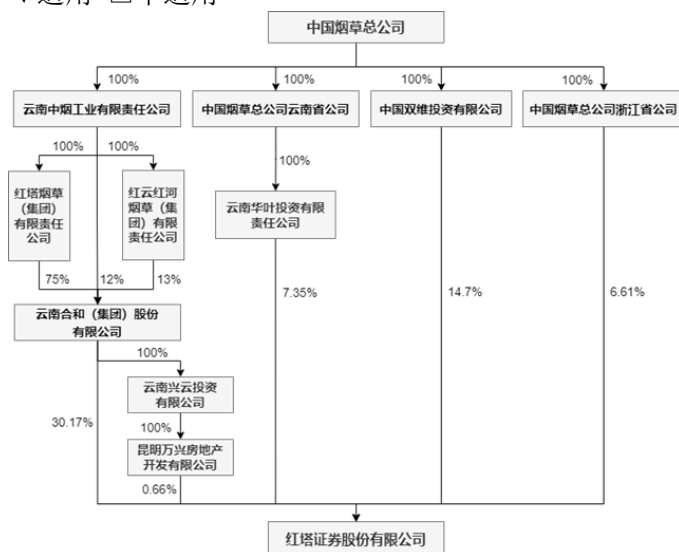 中国烟草总公司
100%
100%
100%
100%
云南中烟工业有限责任公司
中国烟草总公司云南省公司
中国双维投资有限公司
中国烟草总公司浙江省公司
100%
100%
100%
红塔烟草
（集团）
有限责任
公司
红云红河
烟草（集
团）有限
责任公司
云南华叶投资有限
责任公司
75%
12%
13%
7.35%
14.7%
6.61%
云南合和（集团）股份
有限公司
100%
云南兴云投资
有限公司
30.17%
100%
昆明万兴房地产
开发有限公司
0.66%
红塔证券股份有限公司